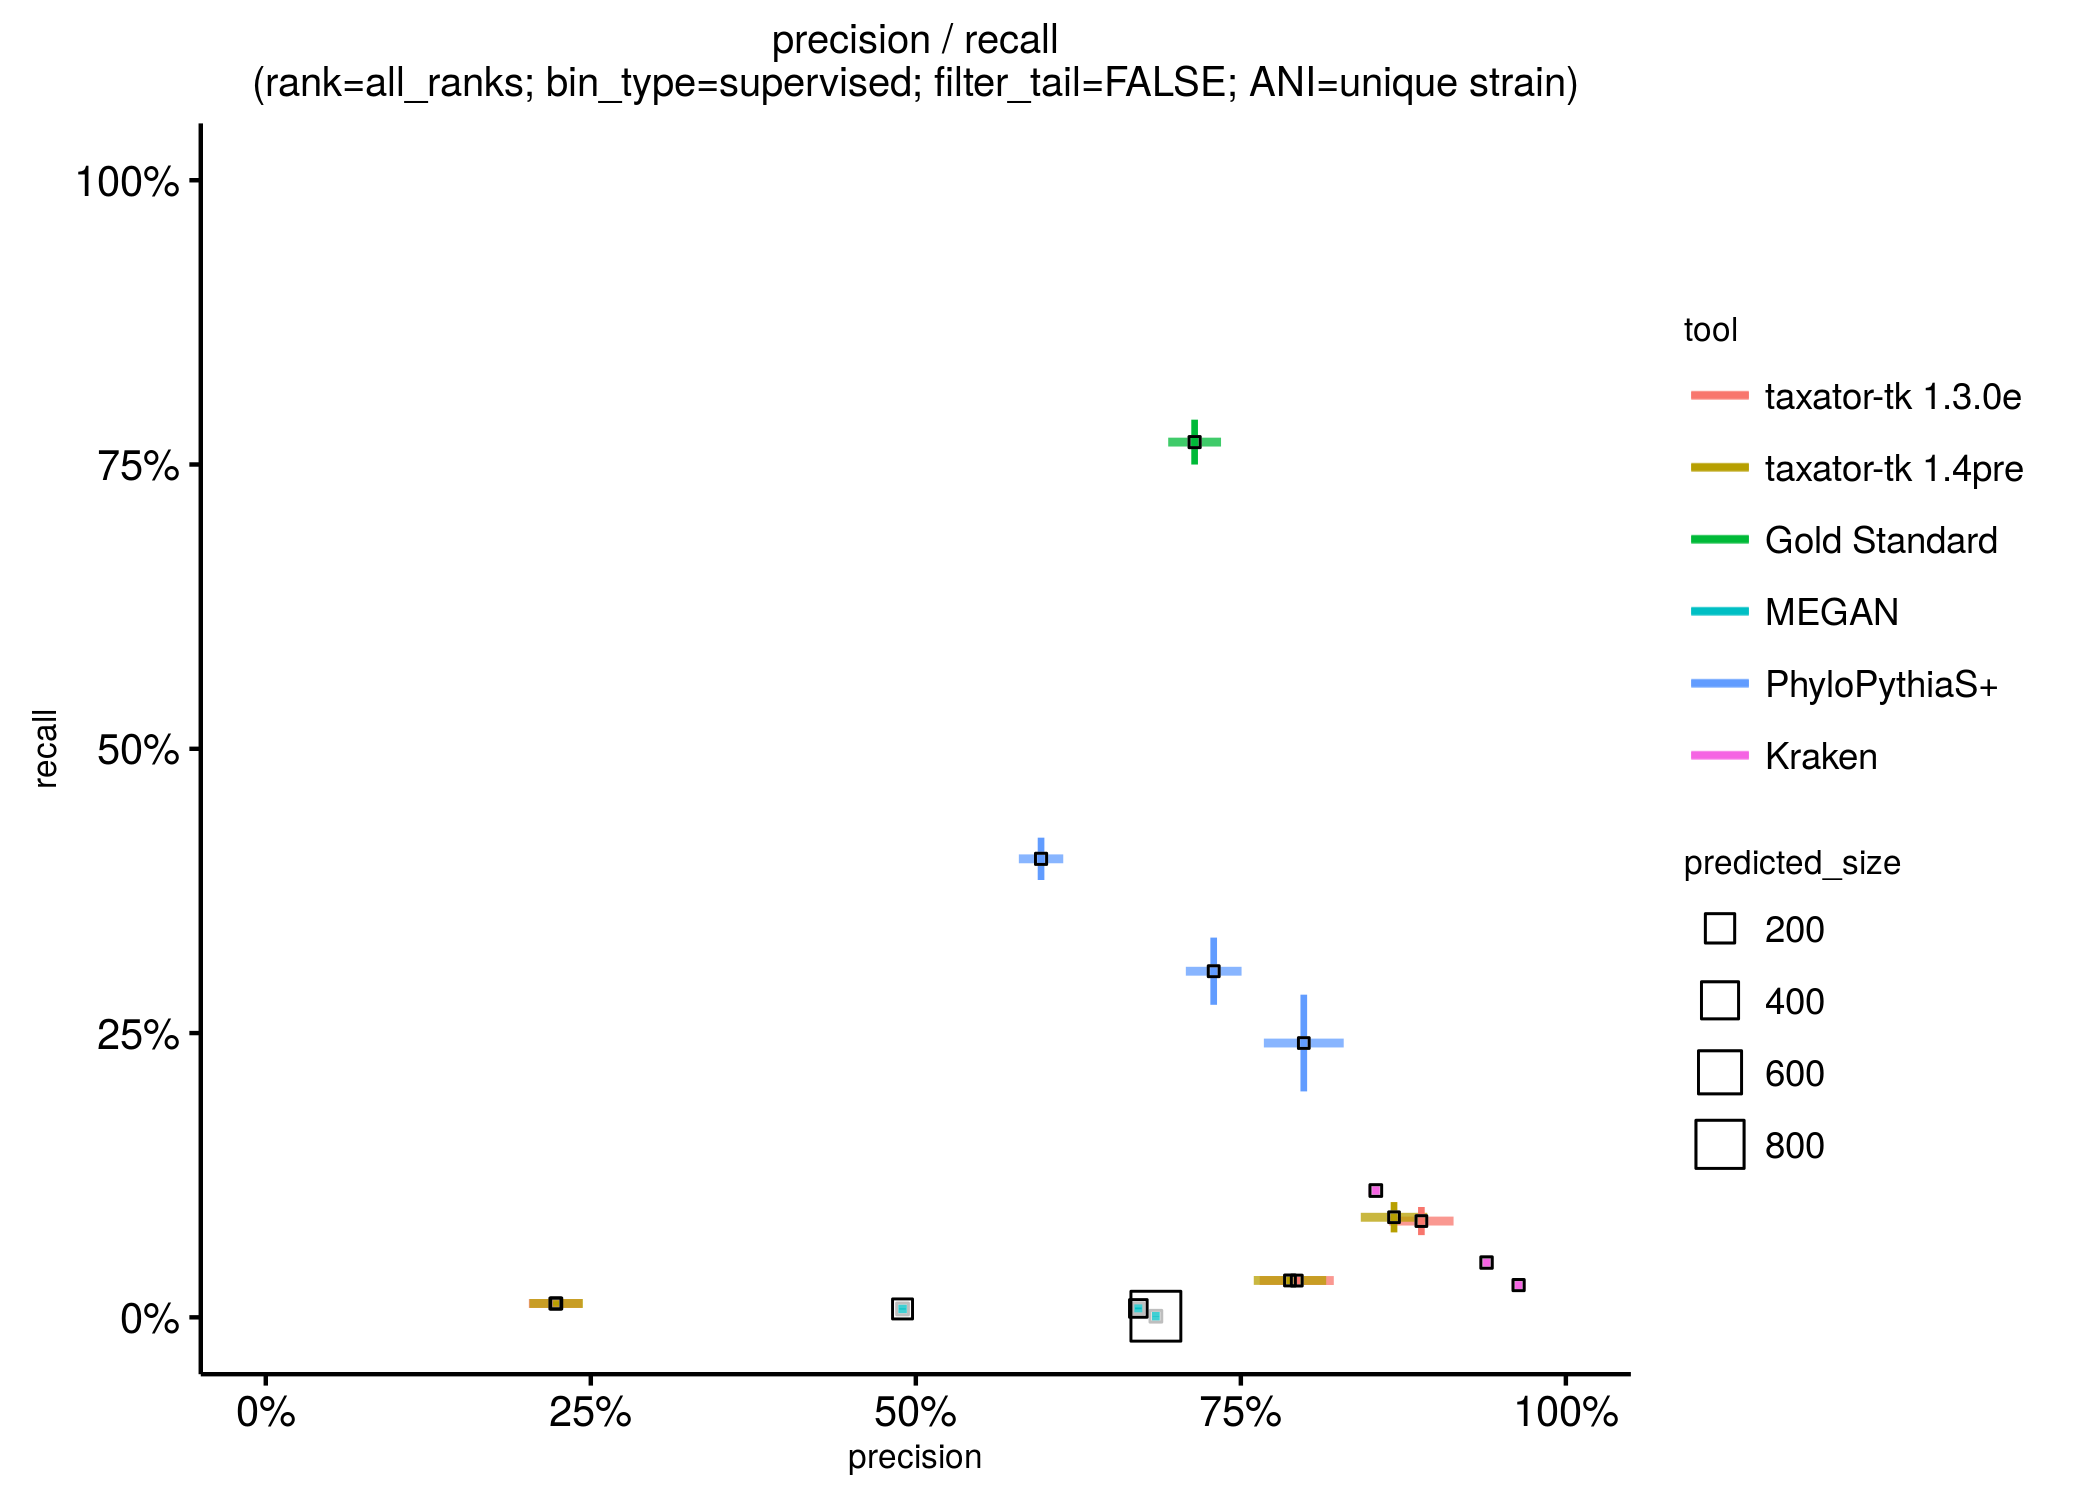 precision / recall
(rank=all_ranks; bin_type=supervised; filter_tail=FALSE; ANI=unique strain)
100%
75%
50%
25%
0%
recall
0%
25%
50%
75%
100%
precision
tool
taxator-tk 1.3.0e
taxator-tk 1.4pre
Gold Standard
MEGAN
PhyloPythiaS+
Kraken
predicted_size
200
400
600
800